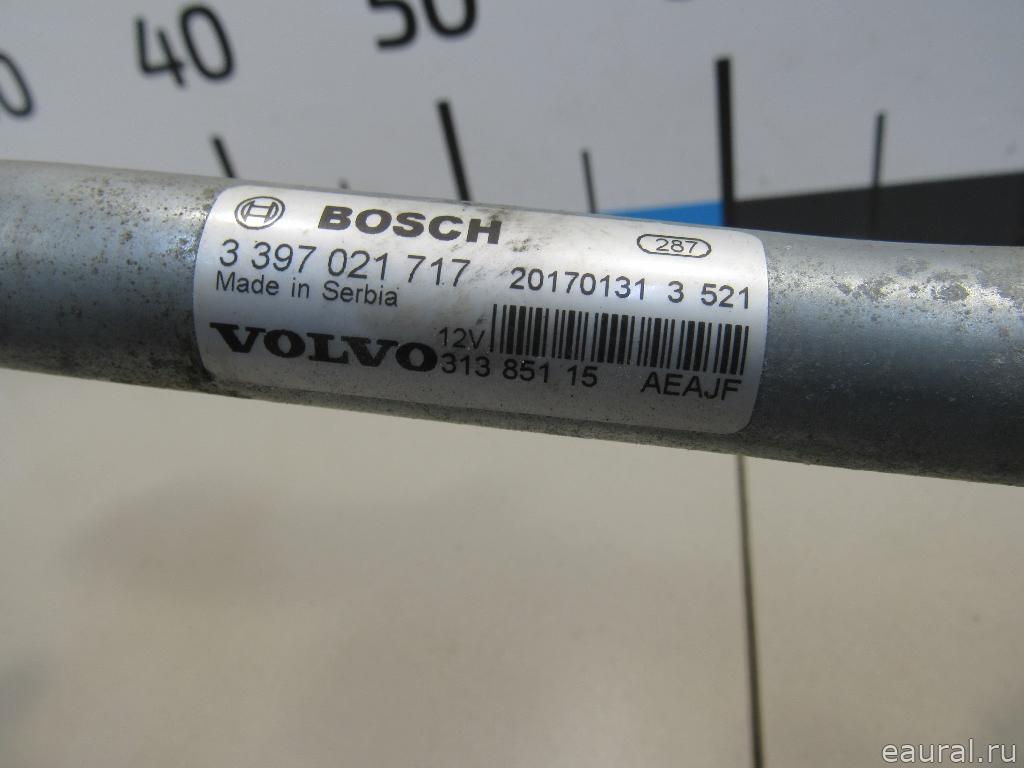 40 50
BOSCH 287
3 397 021 717 20170131 3 521
Made in Serbia
VOLVO 12V
313 851 15 AEAJF
eaural.ru